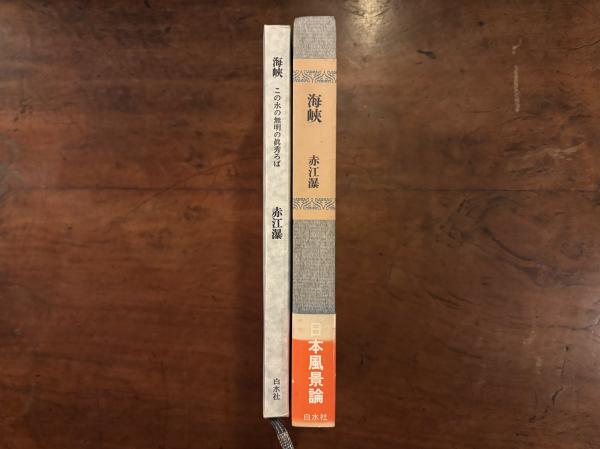 海峡
この水の無明の眞秀ろば
赤江瀑
白水社
海峡
赤江瀑
日本風景論
白水社